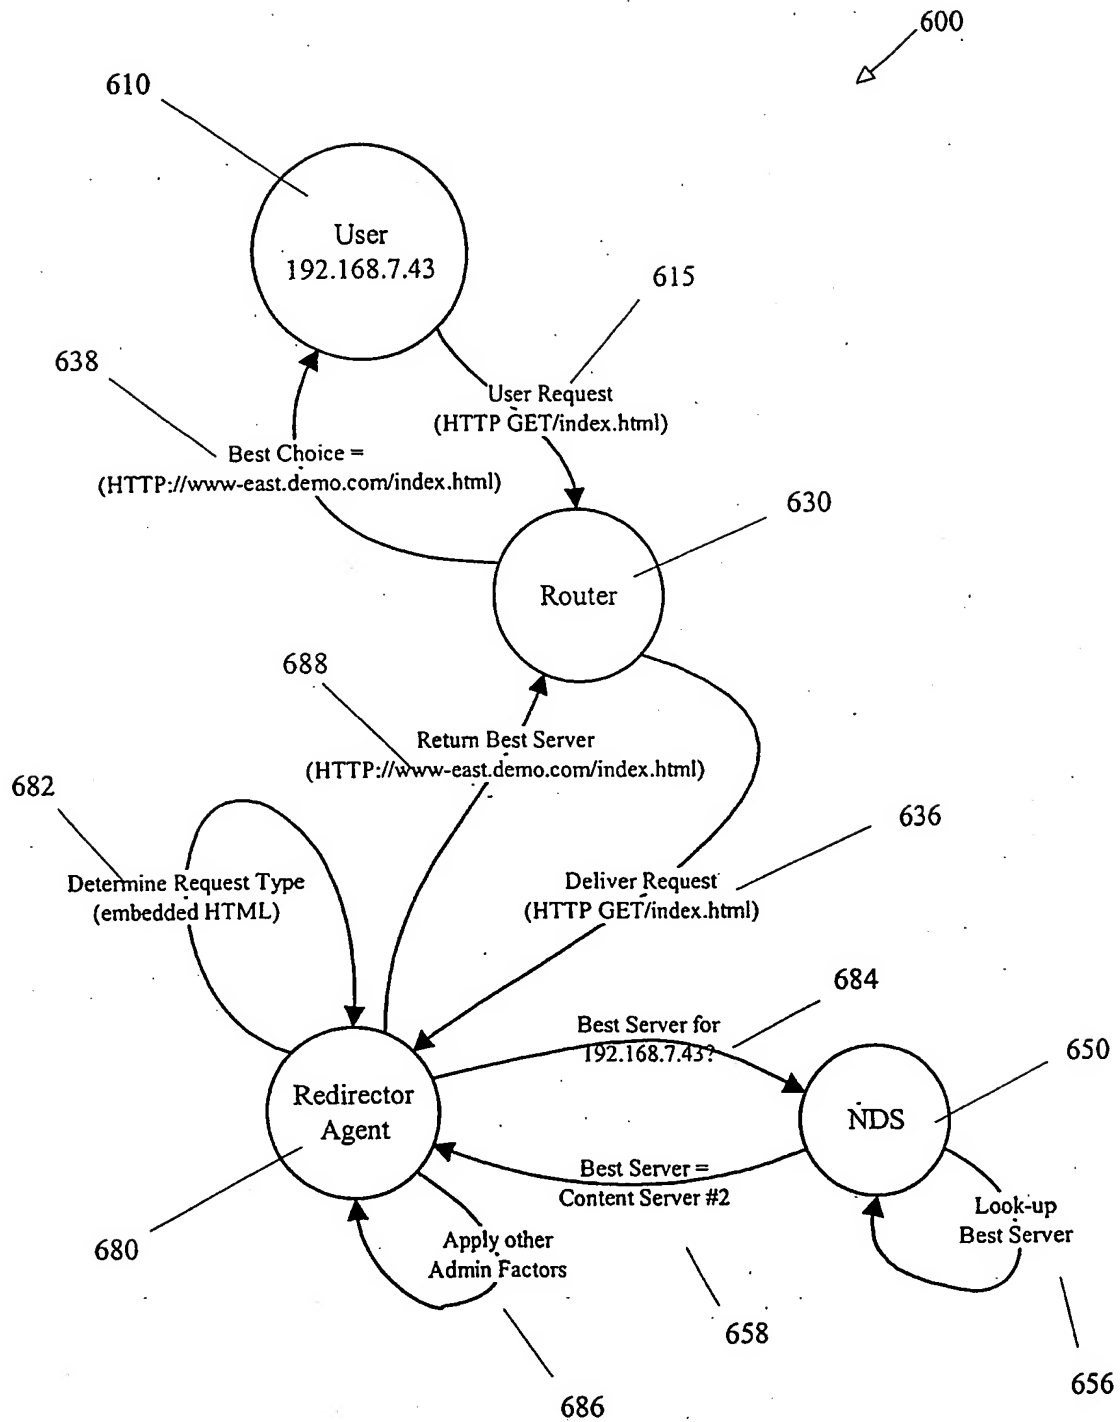 600
610
User
192.168.7.43
615
638
User Request
(HTTP GET/index.html)
Best Choice =
(HTTP://www-east.demo.com/index.html)
630
Router
688
Return Best Server
(HTTP://www-east.demo.com/index.html)
682
636
Determine Request Type
(embedded HTML)
Deliver Request
(HTTP GET/index.html)
684
Best Server for
192.168.7.43?
650
Redirector
Agent
NDS
Best Server =
Content Server #2
Look-up
Best Server
680
Apply other
Admin Factors
658
656
686